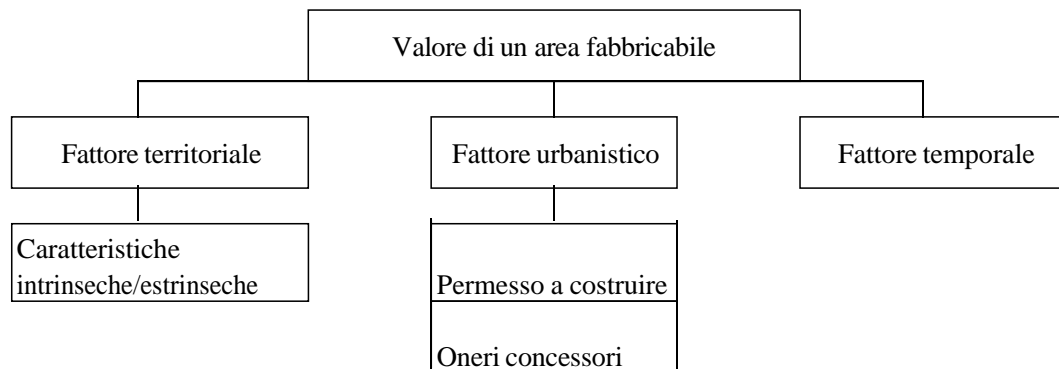 Valore di un area fabbricabile
Fattore territoriale
Fattore urbanistico
Fattore temporale
Caratteristiche
intrinseche/estrinseche
Permesso a costruire
Oneri concessori